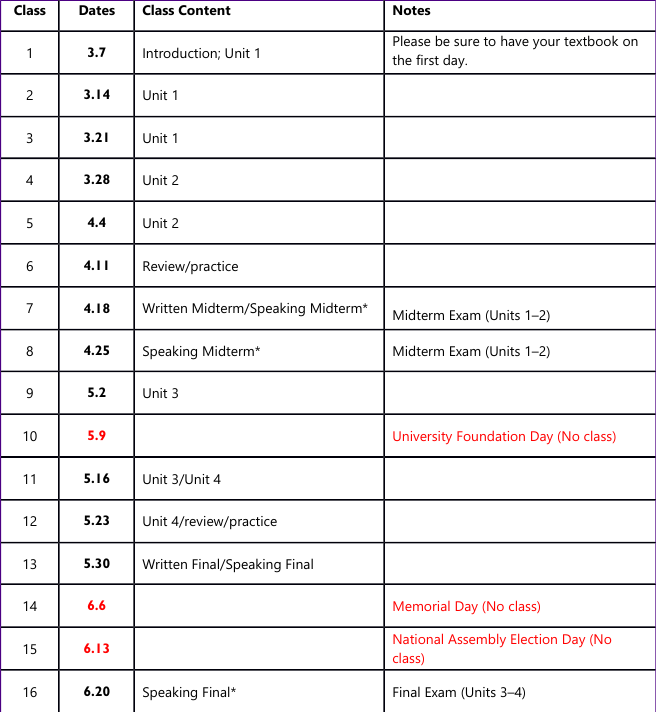 Class Dates Class Content Notes
1 3.7 Introduction; Unit 1 Please be sure to have your textbook on
the first day.
2 3.14 Unit 1
3 3.21 Unit 1
4 3.28 Unit 2
5 4.4 Unit 2
6 4.11 Review/practice
7 4.18 Written Midterm/Speaking Midterm* Midterm Exam (Units 1–2)
8 4.25 Speaking Midterm* Midterm Exam (Units 1–2)
9 5.2 Unit 3
10 5.9 University Foundation Day (No class)
11 5.16 Unit 3/Unit 4
12 5.23 Unit 4/review/practice
13 5.30 Written Final/Speaking Final
14 6.6 Memorial Day (No class)
15 6.13 National Assembly Election Day (No
class)
16 6.20 Speaking Final* Final Exam (Units 3–4)